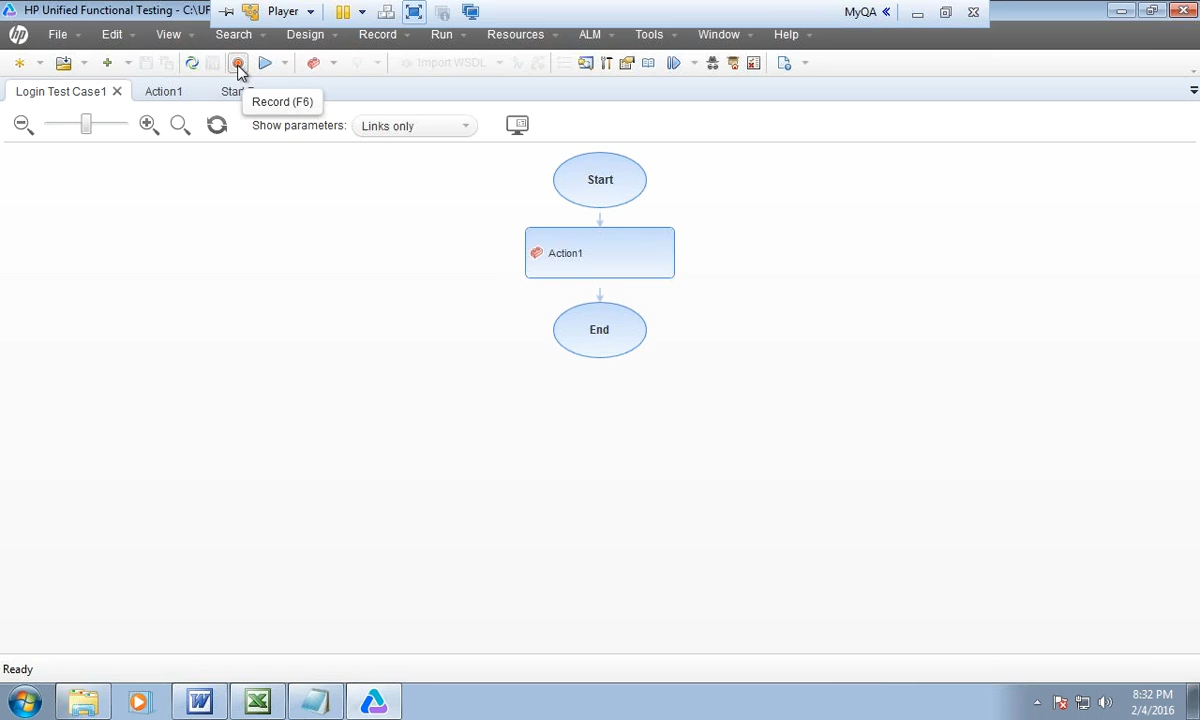 HP Unified Functional Testing - C:\UF
Player
MyQA
hp
File Edit View Search Design Record Run Resources ALM Tools Window Help
Import WSDL
Login Test Case1 Action1 Start
Record (F6)
Show parameters: Links only
Start
Action1
End
Ready
8:32 PM
2/4/2016